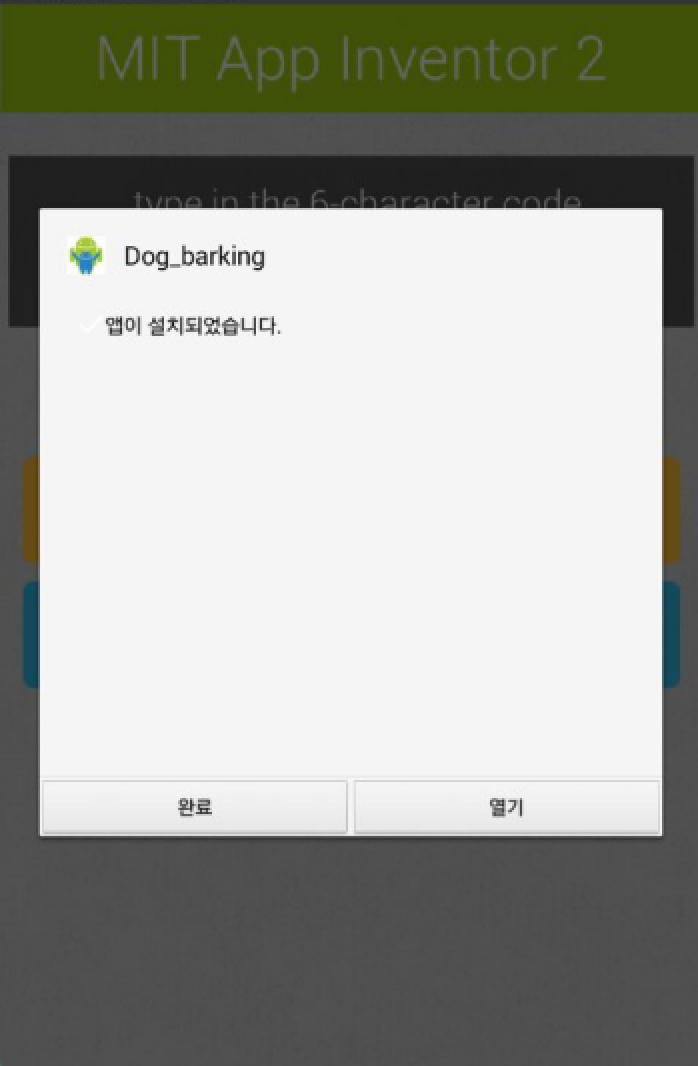 MIT App Inventor 2
type in the 6-character code
Dog_barking
앱이 설치되었습니다.
완료
열기